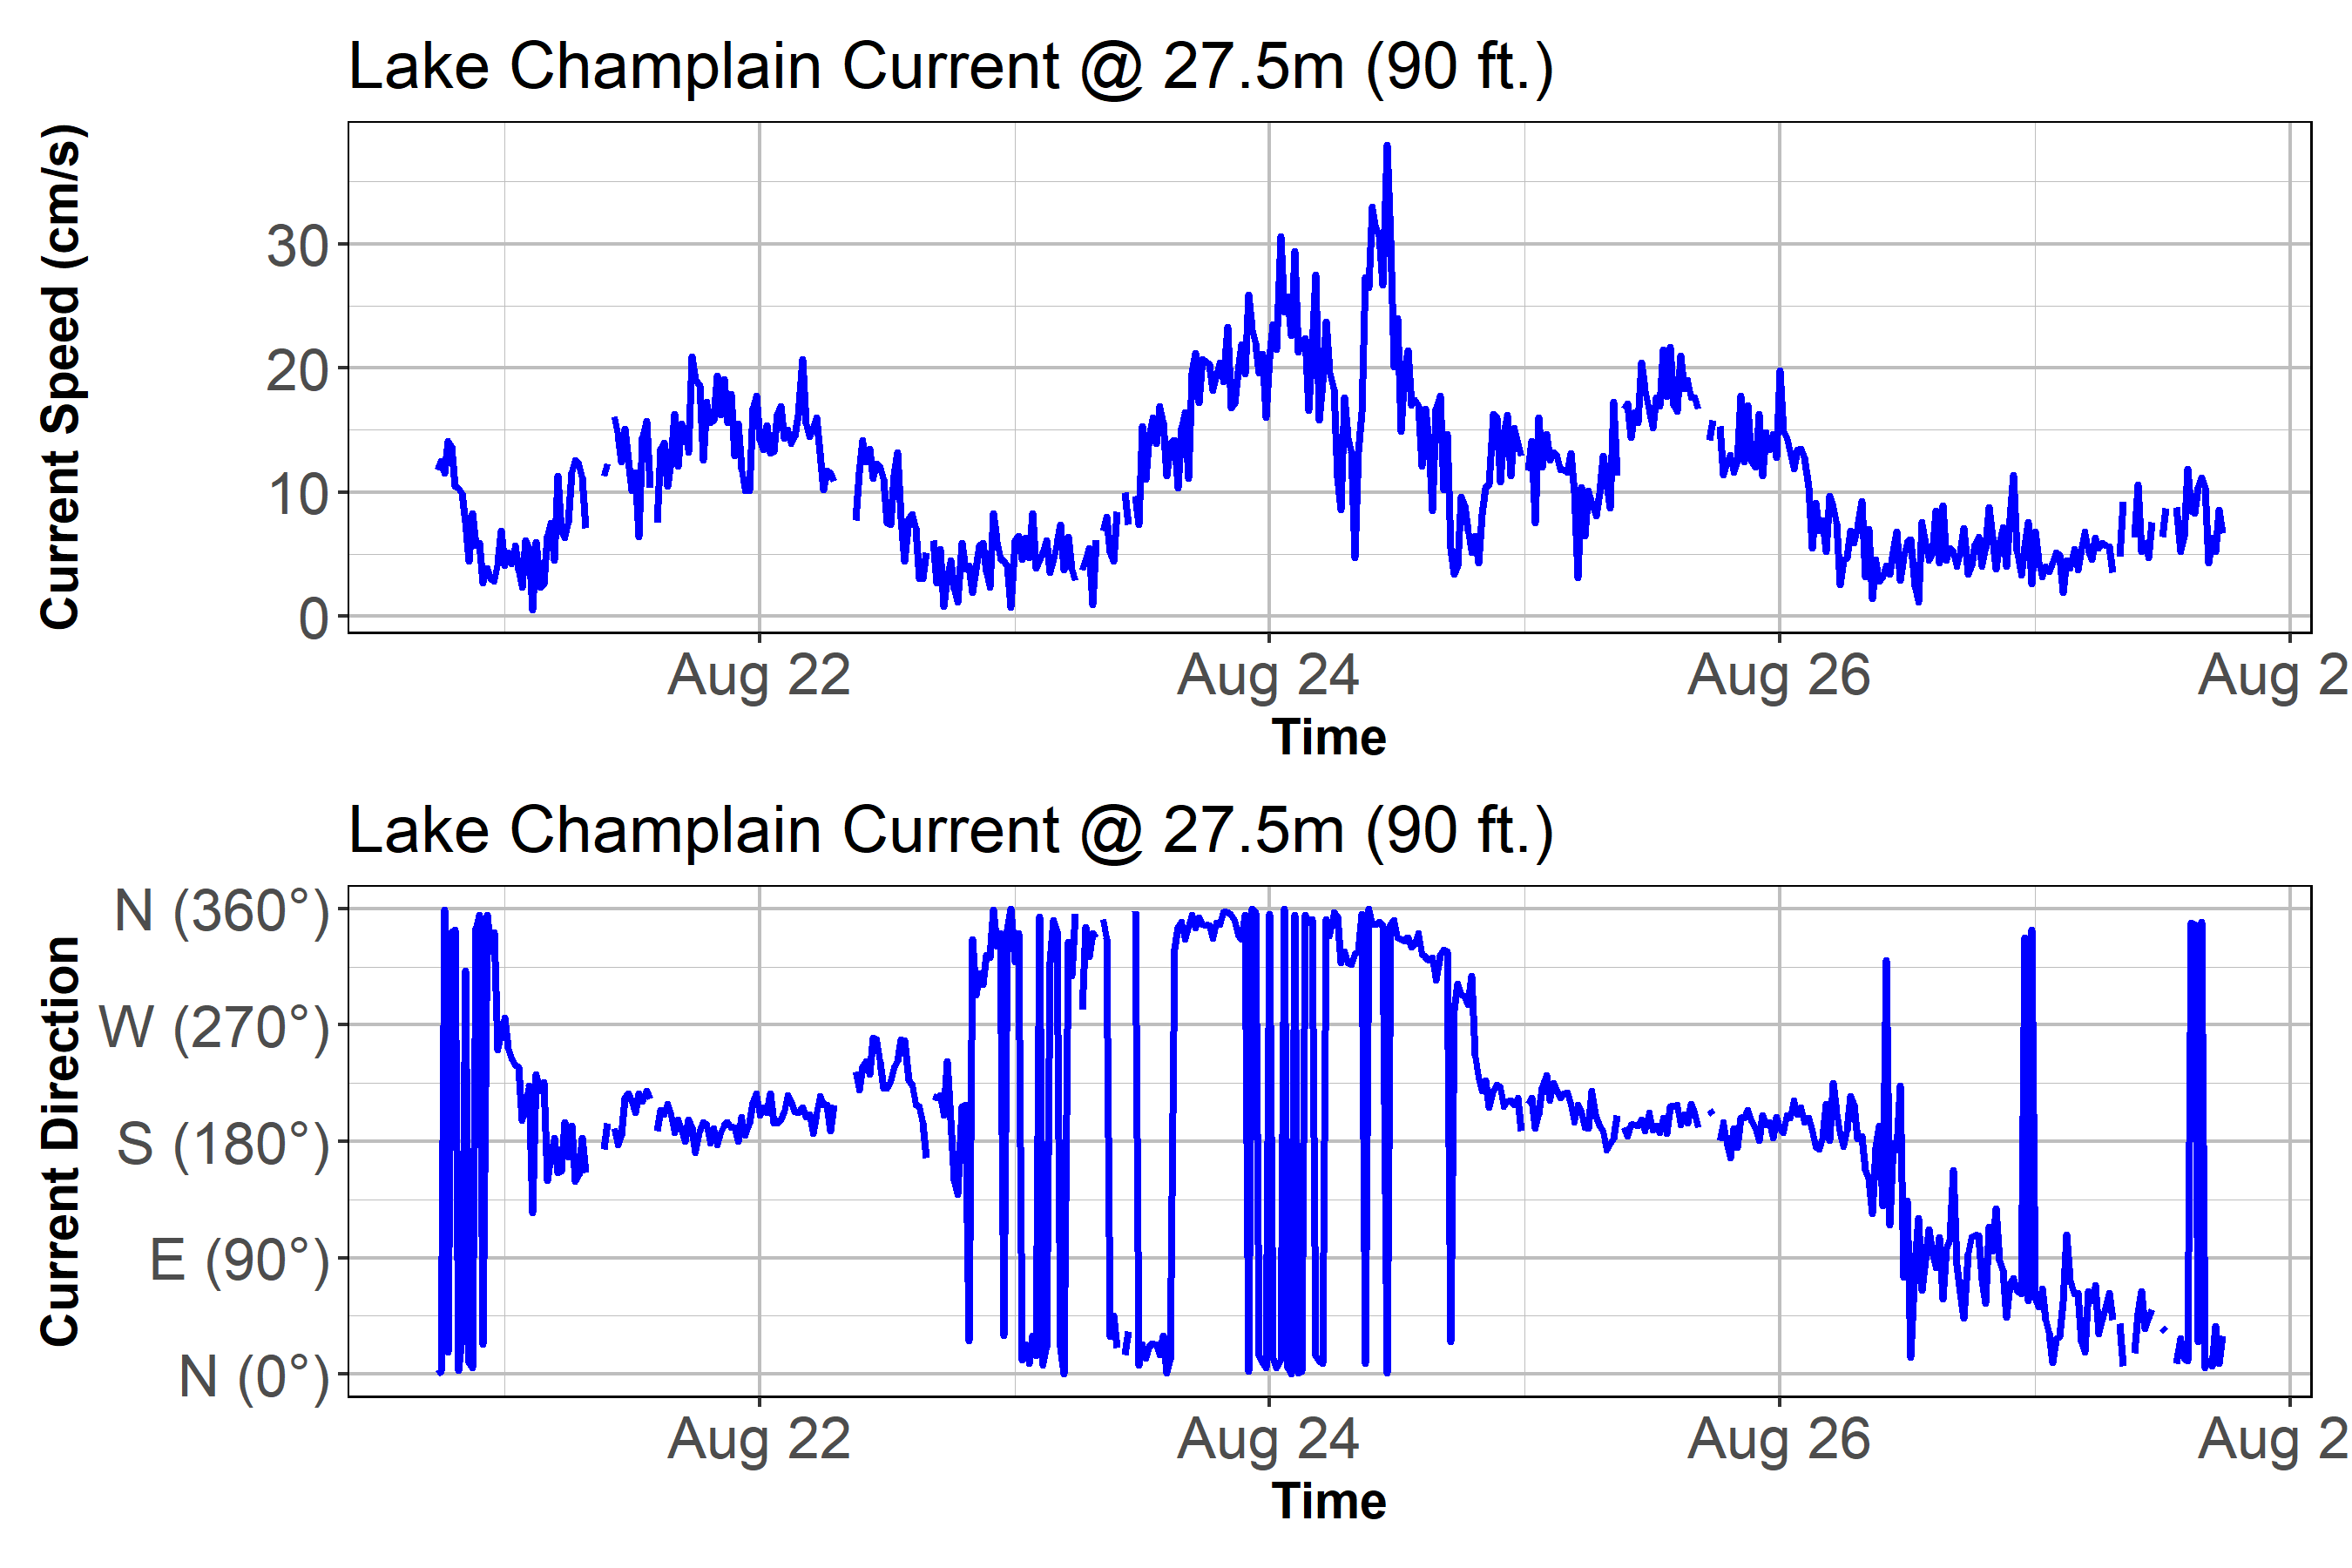 Lake Champlain Current @ 27.5m (90 ft.)
Current Speed (cm/s)
30
20
10
0
Aug 22 Aug 24 Aug 26 Aug 2
Time
Lake Champlain Current @ 27.5m (90 ft.)
Current Direction
N (360°)
W (270°)
S (180°)
E (90°)
N (0°)
Aug 22 Aug 24 Aug 26 Aug 2
Time